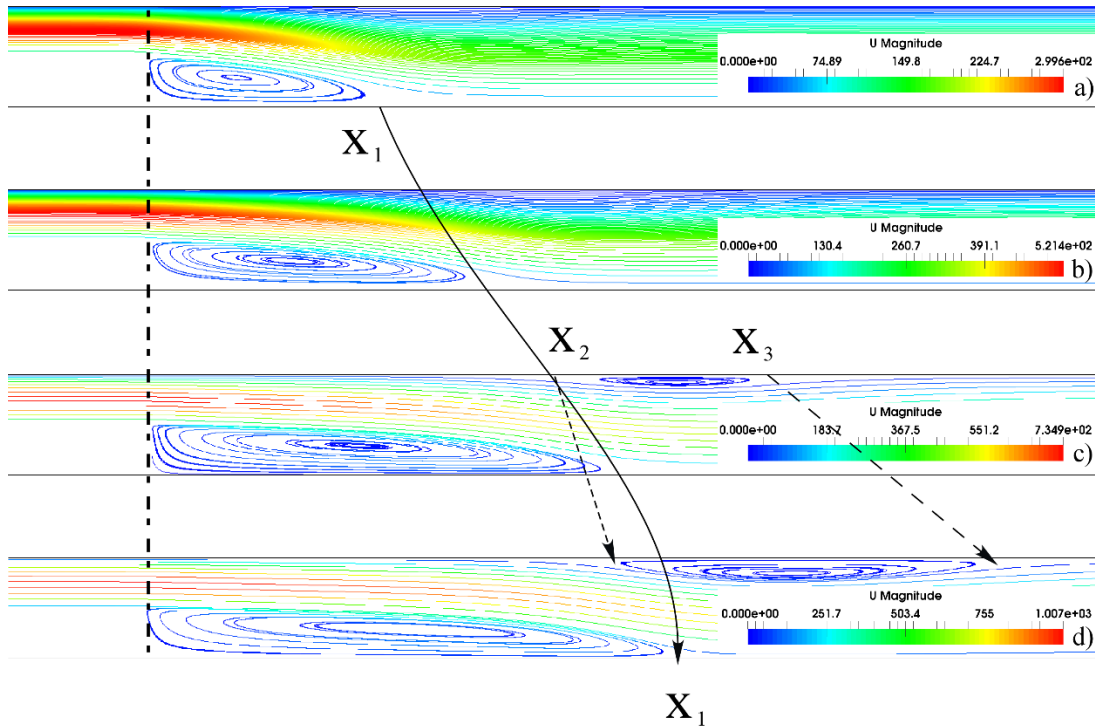 U Magnitude
0.000e+00 74.89 149.8 224.7 2.996e+02
a)
X1
U Magnitude
0.000e+00 130.4 260.7 391.1 5.214e+02
b)
X2 X3
U Magnitude
0.000e+00 183.7 367.5 551.2 7.349e+02
c)
U Magnitude
0.000e+00 251.7 503.4 755 1.007e+03
d)
X1